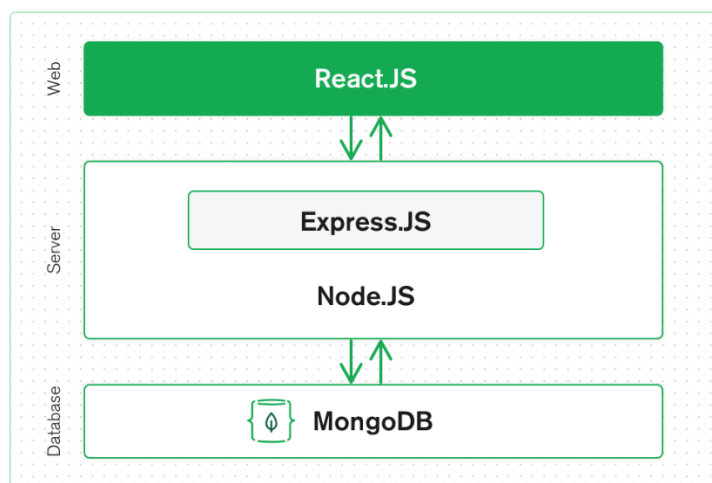 Web
React.JS
Server
Express.JS
Node.JS
Database
MongoDB